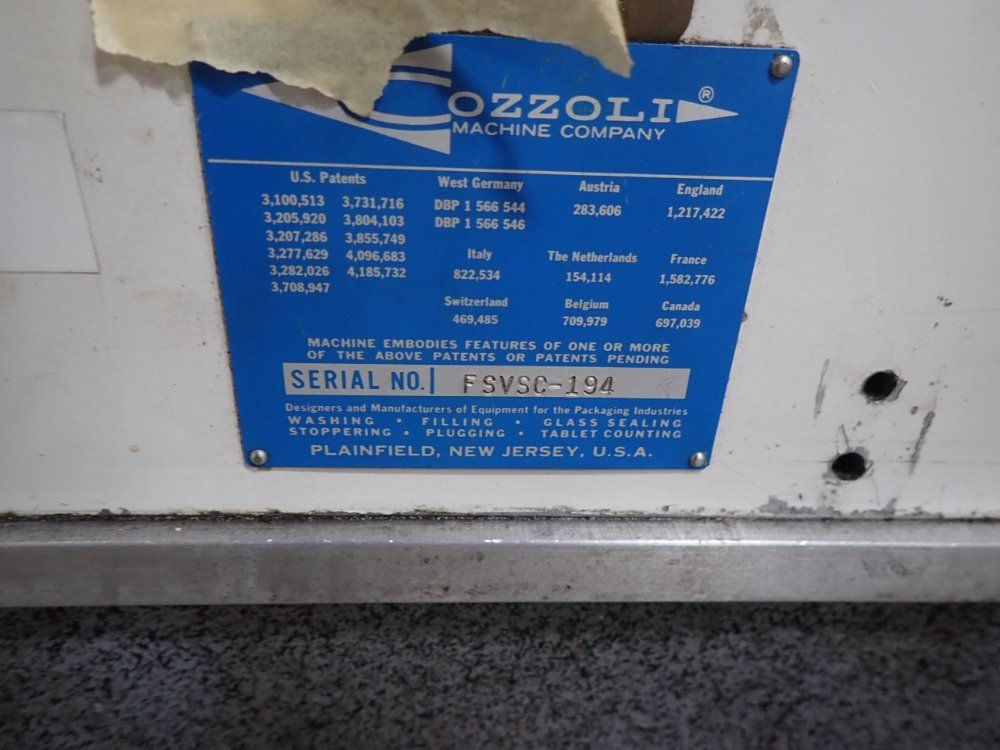 COZZOLI®
MACHINE COMPANY
U.S. Patents
3,100,513 3,731,716
3,205,920 3,804,103
3,207,286 3,855,749
3,277,629 4,096,683
3,282,026 4,185,732
3,708,947
West Germany
DBP 1 566 544
DBP 1 566 546
Austria
283,606
England
1,217,422
Italy
822,534
The Netherlands
154,114
France
1,582,776
Switzerland
469,485
Belgium
709,979
Canada
697,039
MACHINE EMBODIES FEATURES OF ONE OR MORE
OF THE ABOVE PATENTS OR PATENTS PENDING
SERIAL NO. FSVSC-194
Designers and Manufacturers of Equipment for the Packaging Industries
WASHING • FILLING • GLASS SEALING
STOPPERING • PLUGGING • TABLET COUNTING
PLAINFIELD, NEW JERSEY, U.S.A.